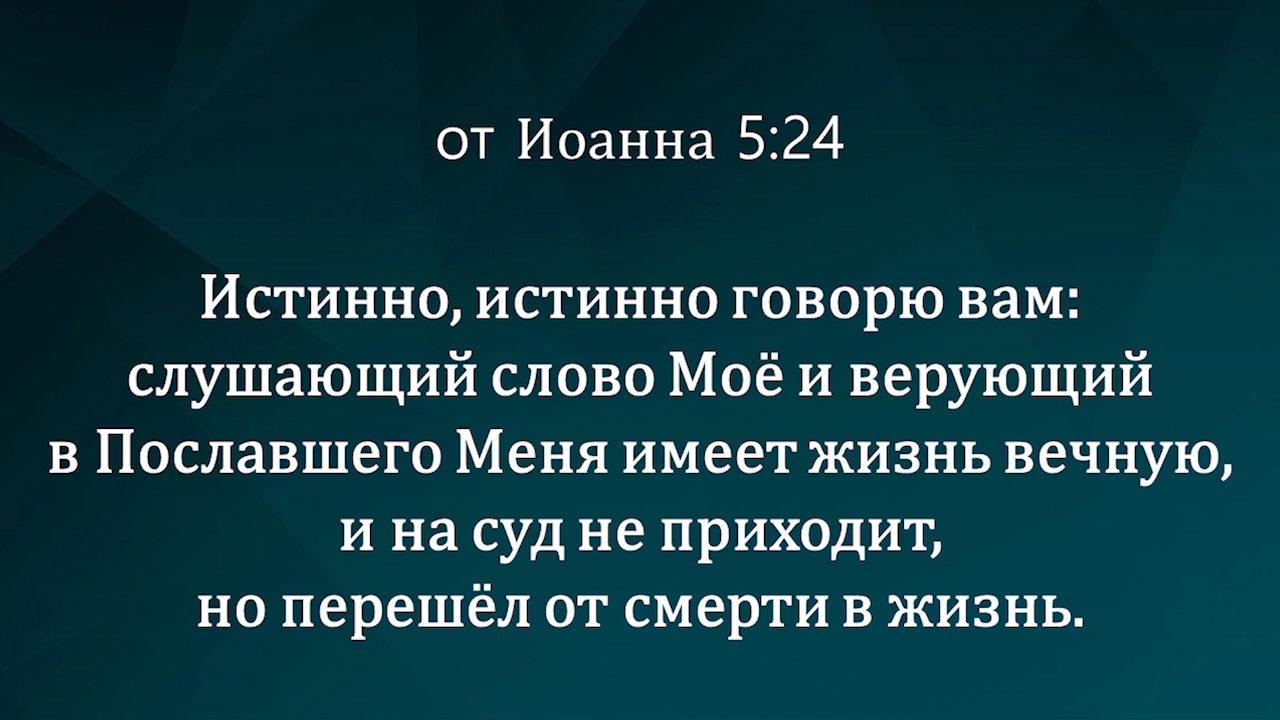 от Иоанна 5:24
Истинно, истинно говорю вам:
слушающий слово Моё и верующий
в Пославшего Меня имеет жизнь вечную,
и на суд не приходит,
но перешёл от смерти в жизнь.